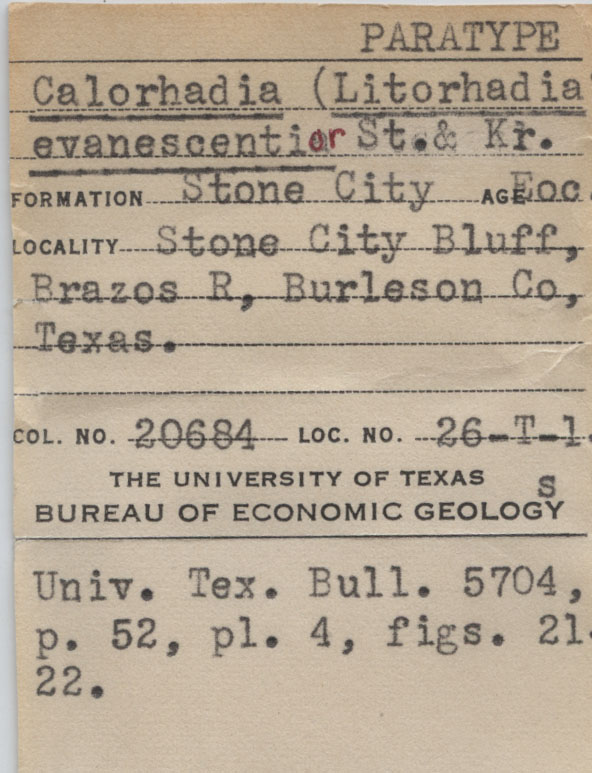 PARATYPE
Calorhadia (Litorhadia)
evanescentior St.& Kr.
FORMATION Stone City AGE Eoc.
LOCALITY Stone City Bluff,
Brazos R, Burleson Co,
Texas.
COL. NO. 20684 LOC. NO. 26-T-1.
THE UNIVERSITY OF TEXAS
S
BUREAU OF ECONOMIC GEOLOGY
Univ. Tex. Bull. 5704,
p. 52, pl. 4, figs. 21-
22.